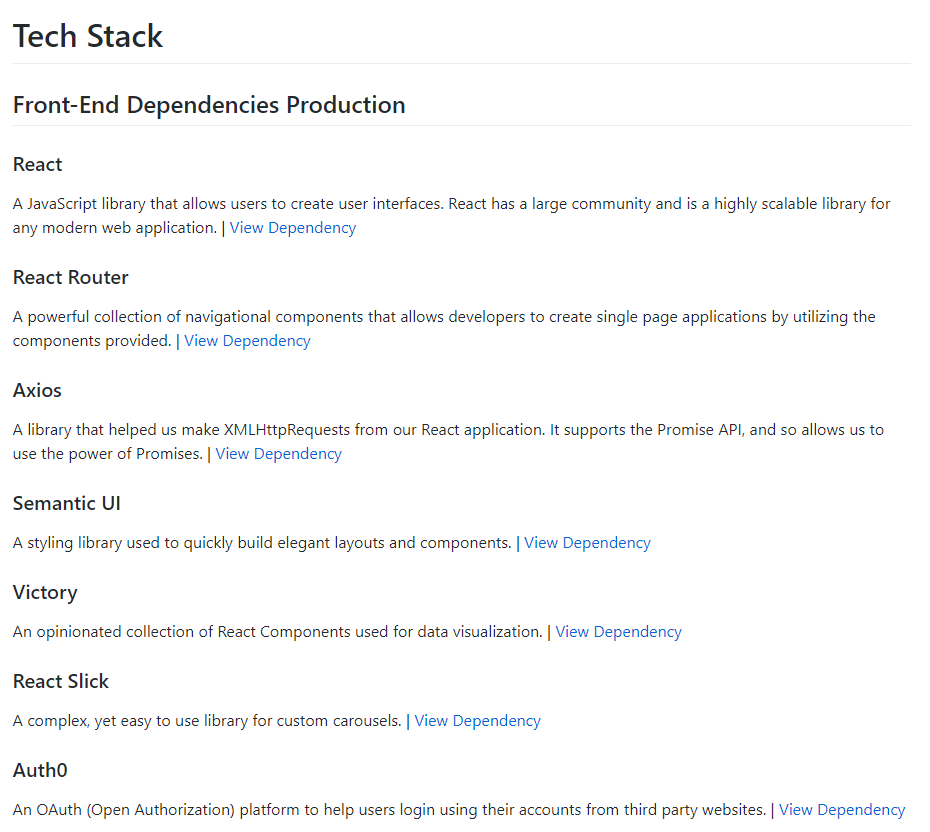 Tech Stack
Front-End Dependencies Production
React
A JavaScript library that allows users to create user interfaces. React has a large community and is a highly scalable library for
any modern web application. | View Dependency
React Router
A powerful collection of navigational components that allows developers to create single page applications by utilizing the
components provided. | View Dependency
Axios
A library that helped us make XMLHttpRequests from our React application. It supports the Promise API, and so allows us to
use the power of Promises. | View Dependency
Semantic UI
A styling library used to quickly build elegant layouts and components. | View Dependency
Victory
An opinionated collection of React Components used for data visualization. | View Dependency
React Slick
A complex, yet easy to use library for custom carousels. | View Dependency
Auth0
An OAuth (Open Authorization) platform to help users login using their accounts from third party websites. | View Dependency